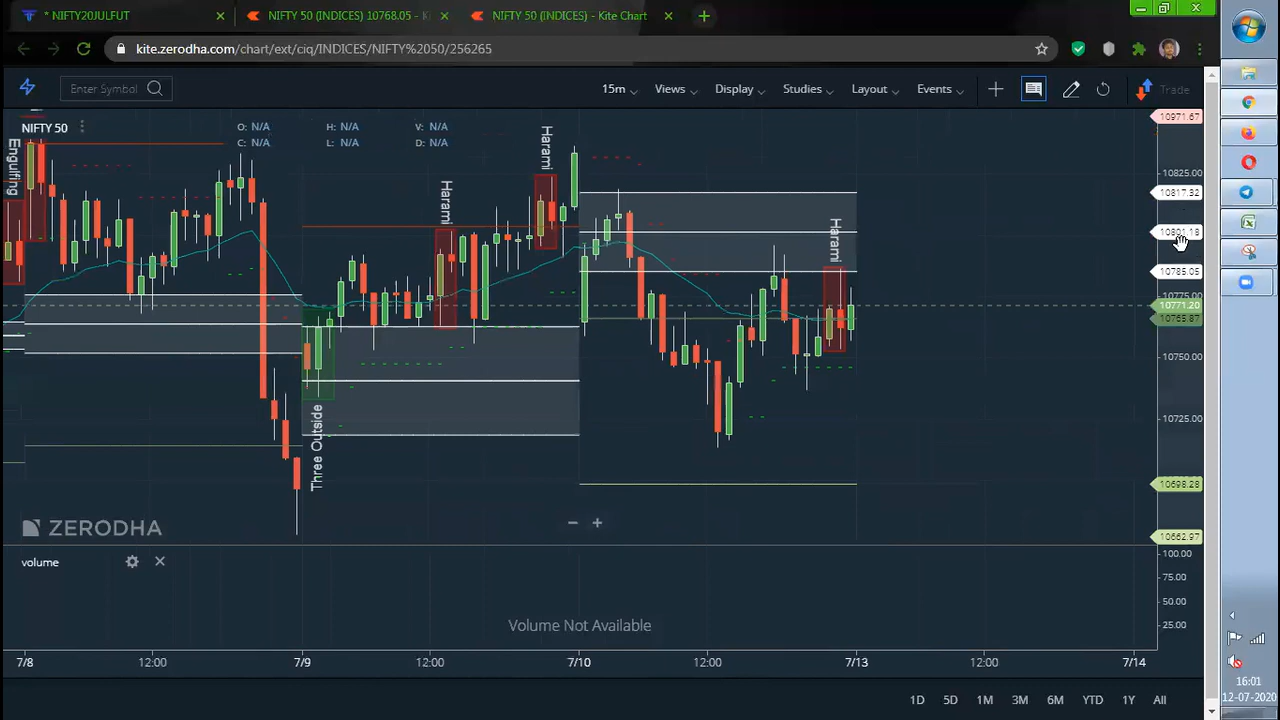 * NIFTY20JULFUT
NIFTY 50 (INDICES) 10768.05 - K
NIFTY 50 (INDICES) - Kite Chart
kite.zerodha.com/chart/ext/ciq/INDICES/NIFTY%2050/256265
Enter Symbol
15m
Views
Display
Studies
Layout
Events
Trade
NIFTY 50
O: N/A
H: N/A
V: N/A
C: N/A
L: N/A
D: N/A
Engulfing
Harami
Harami
Harami
Three Outside
10971.67
10825.00
10817.32
10801.18
10785.05
10775.00
10771.20
10765.87
10750.00
10725.00
10698.28
10662.97
ZERODHA
volume
Volume Not Available
100.00
75.00
50.00
25.00
7/8
12:00
7/9
12:00
7/10
12:00
7/13
12:00
7/14
1D
5D
1M
3M
6M
YTD
1Y
All
16:01
12-07-2020